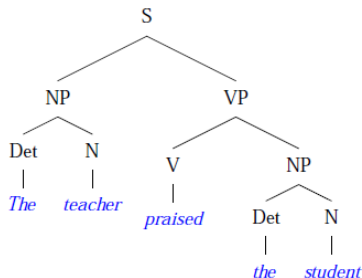 S
NP VP
Det N V NP
The teacher praised Det N
the student